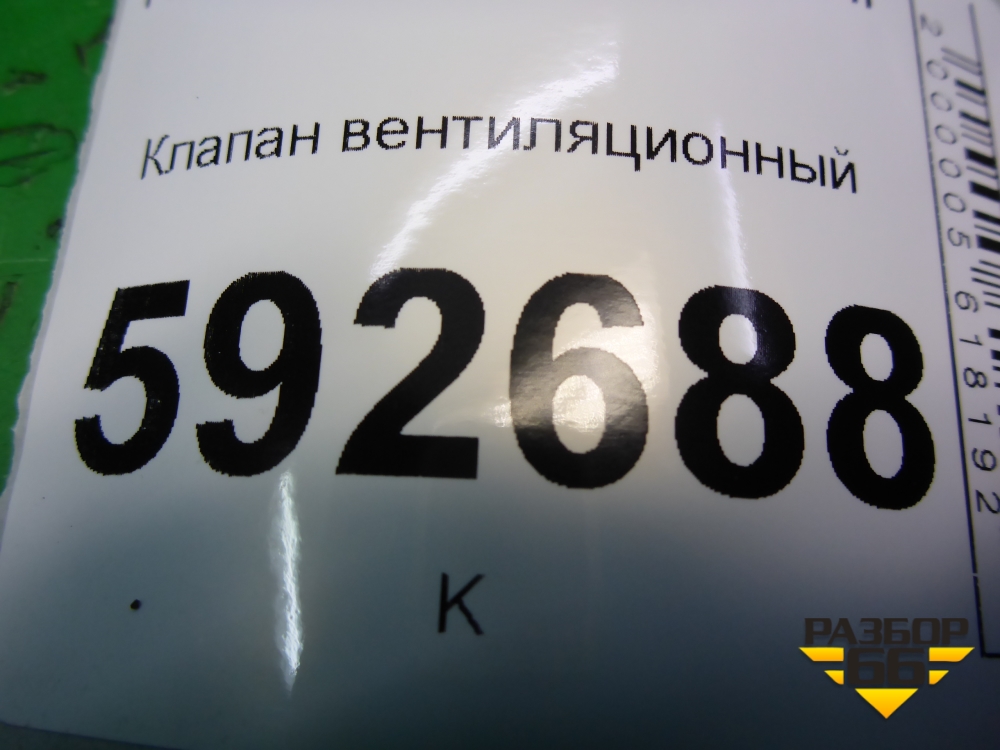 Клапан вентиляционный
592688
К
2000005618192
РАЗБОР
66